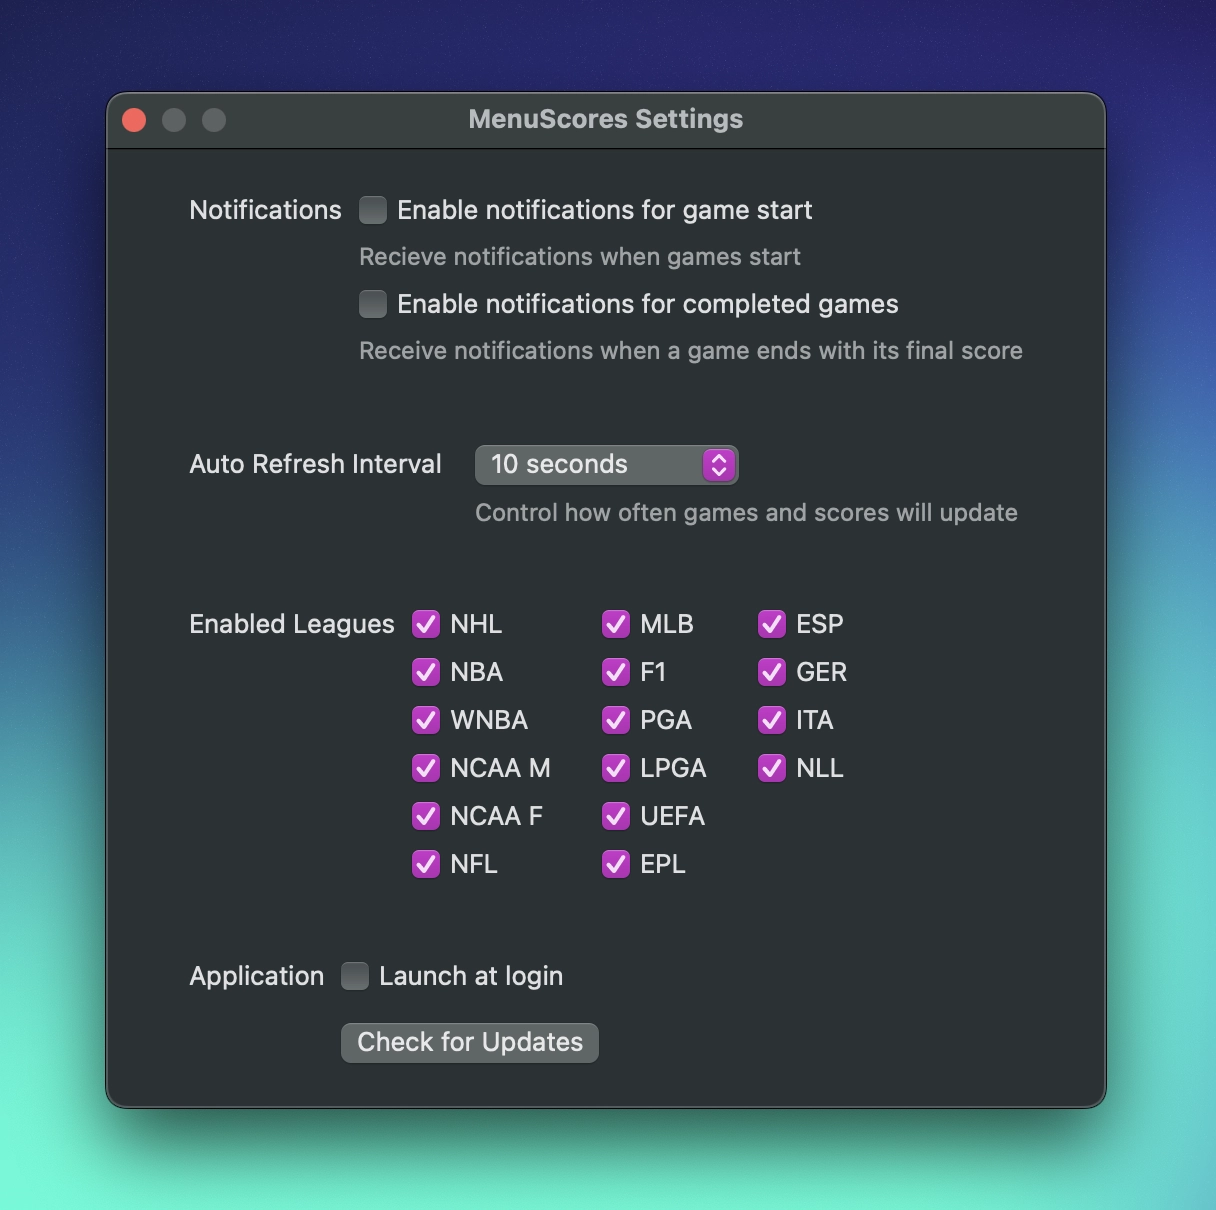 MenuScores Settings
Notifications Enable notifications for game start
Recieve notifications when games start
Enable notifications for completed games
Receive notifications when a game ends with its final score
Auto Refresh Interval 10 seconds
Control how often games and scores will update
Enabled Leagues NHL MLB ESP
NBA F1 GER
WNBA PGA ITA
NCAA M LPGA NLL
NCAA F UEFA
NFL EPL
Application Launch at login
Check for Updates